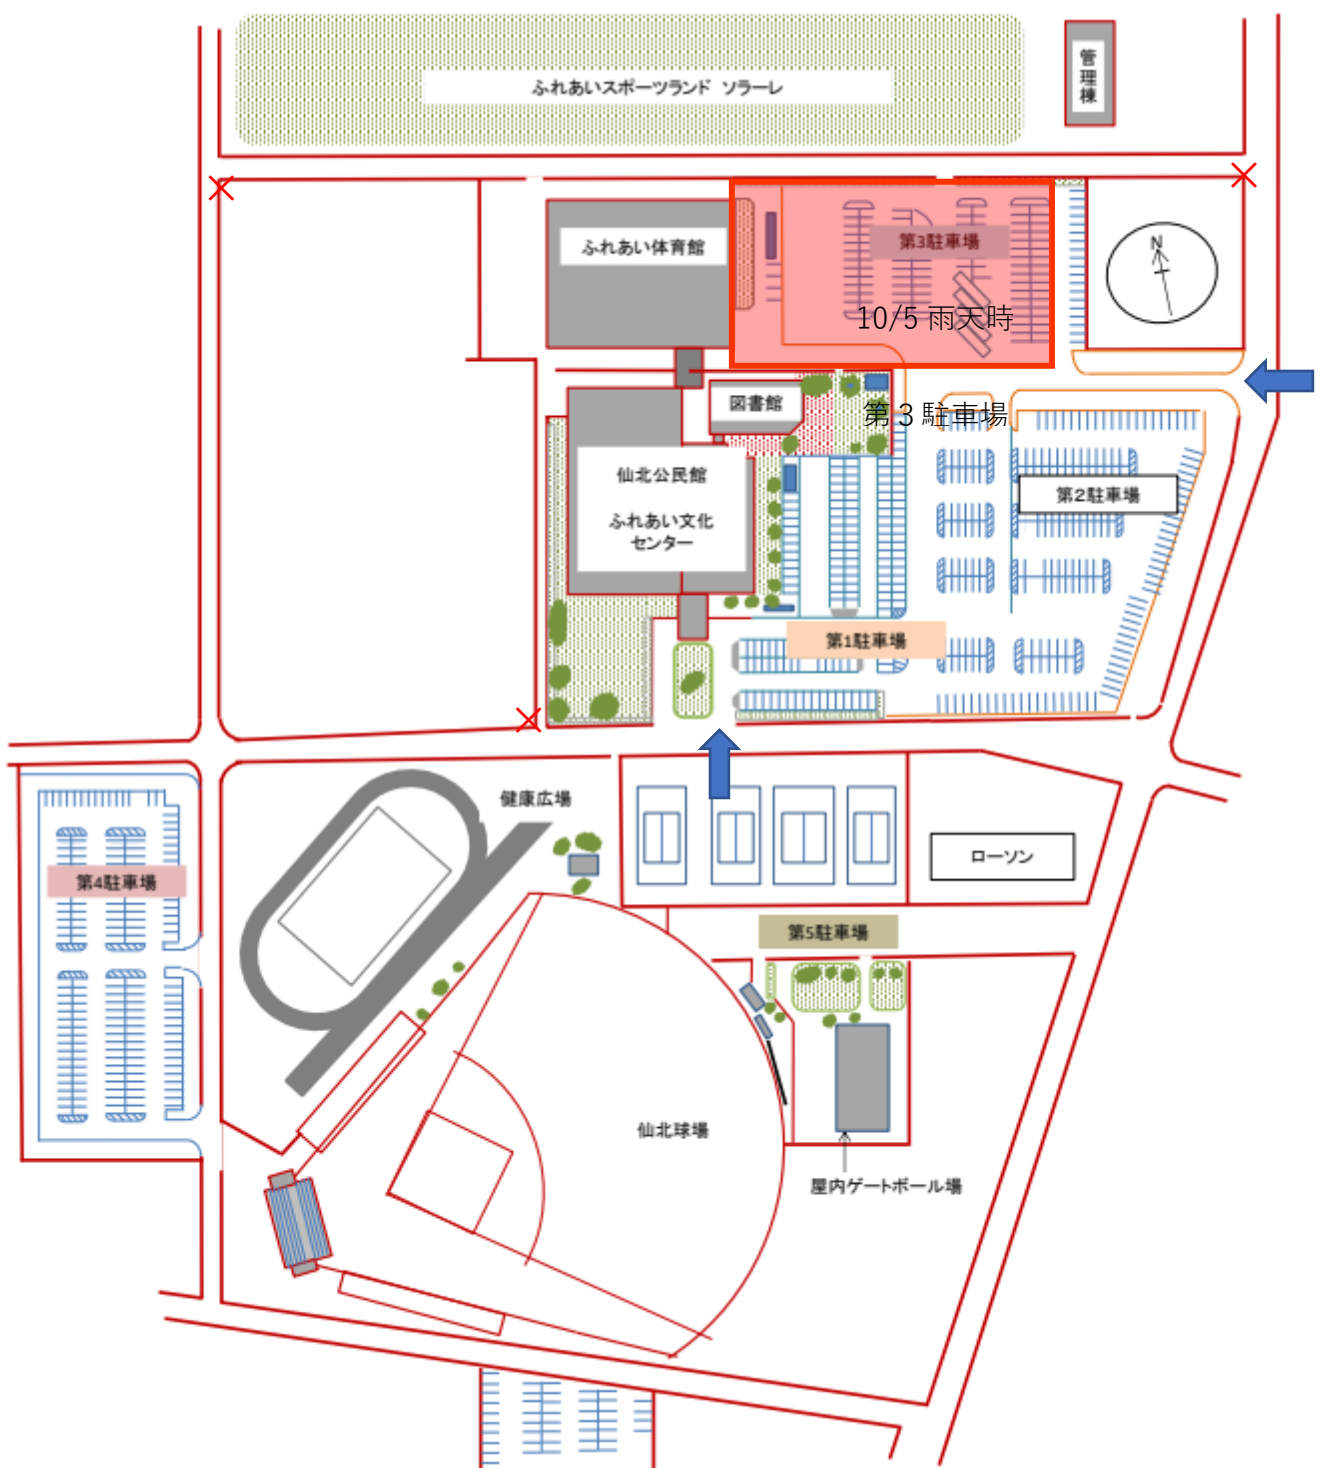 ふれあいスポーツランド ソラーレ
管理棟
ふれあい体育館
第3駐車場
N
10/5 雨天時
第3駐車場
図書館
仙北公民館
ふれあい文化
センター
第2駐車場
第1駐車場
健康広場
ローソン
第4駐車場
第5駐車場
仙北球場
屋内ゲートボール場